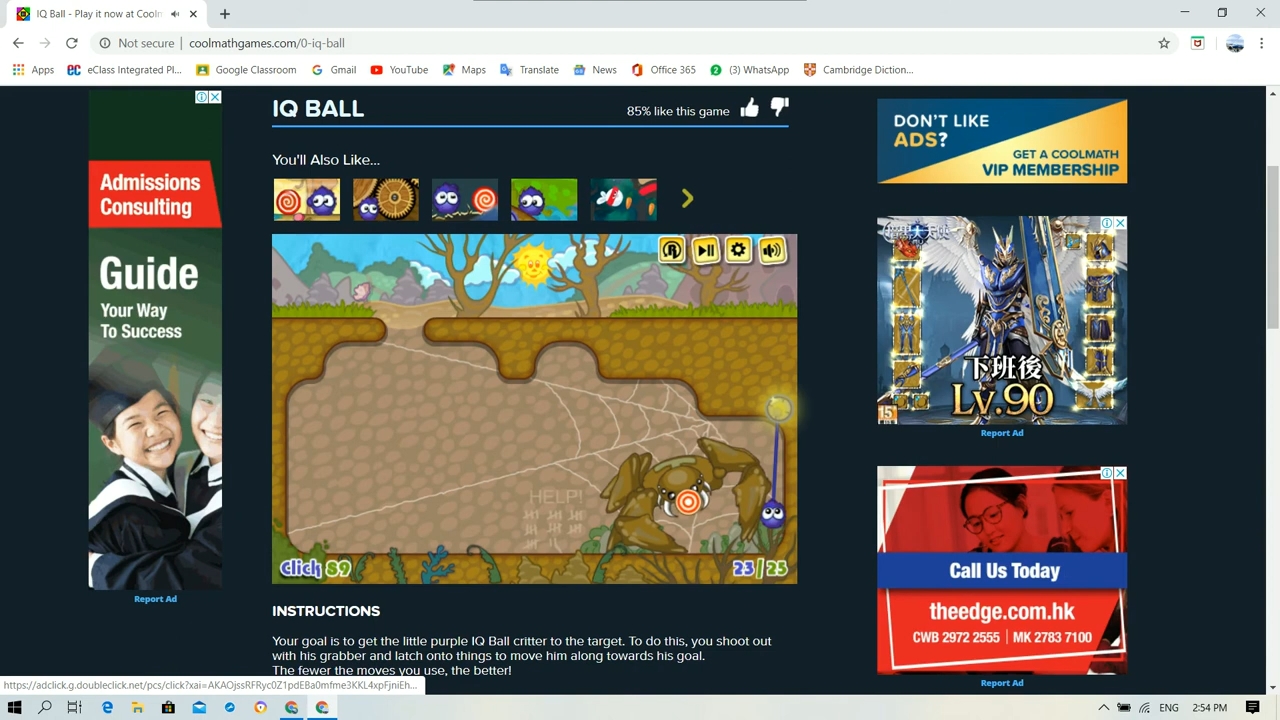 IQ Ball - Play it now at Coolm
Not secure | coolmathgames.com/0-iq-ball
Apps eClass Integrated Pl... Google Classroom Gmail YouTube Maps Translate News Office 365 (3) WhatsApp Cambridge Diction...
IQ BALL
85% like this game
You'll Also Like...
Admissions
Consulting
Guide
Your Way
To Success
Report Ad
HELP!
Click 89
23/25
INSTRUCTIONS
Your goal is to get the little purple IQ Ball critter to the target. To do this, you shoot out
with his grabber and latch onto things to move him along towards his goal.
The fewer the moves you use, the better!
DON'T LIKE
ADS?
GET A COOLMATH
VIP MEMBERSHIP
下班後
Lv.90
15+
Report Ad
Call Us Today
theedge.com.hk
CWB 2972 2555 | MK 2783 7100
Report Ad
https://adclick.g.doubleclick.net/pcs/click?xai=AKAOjssRFRyc0Z1pdEBa0mfme3KKL4xpFjniEh...
ENG 2:54 PM